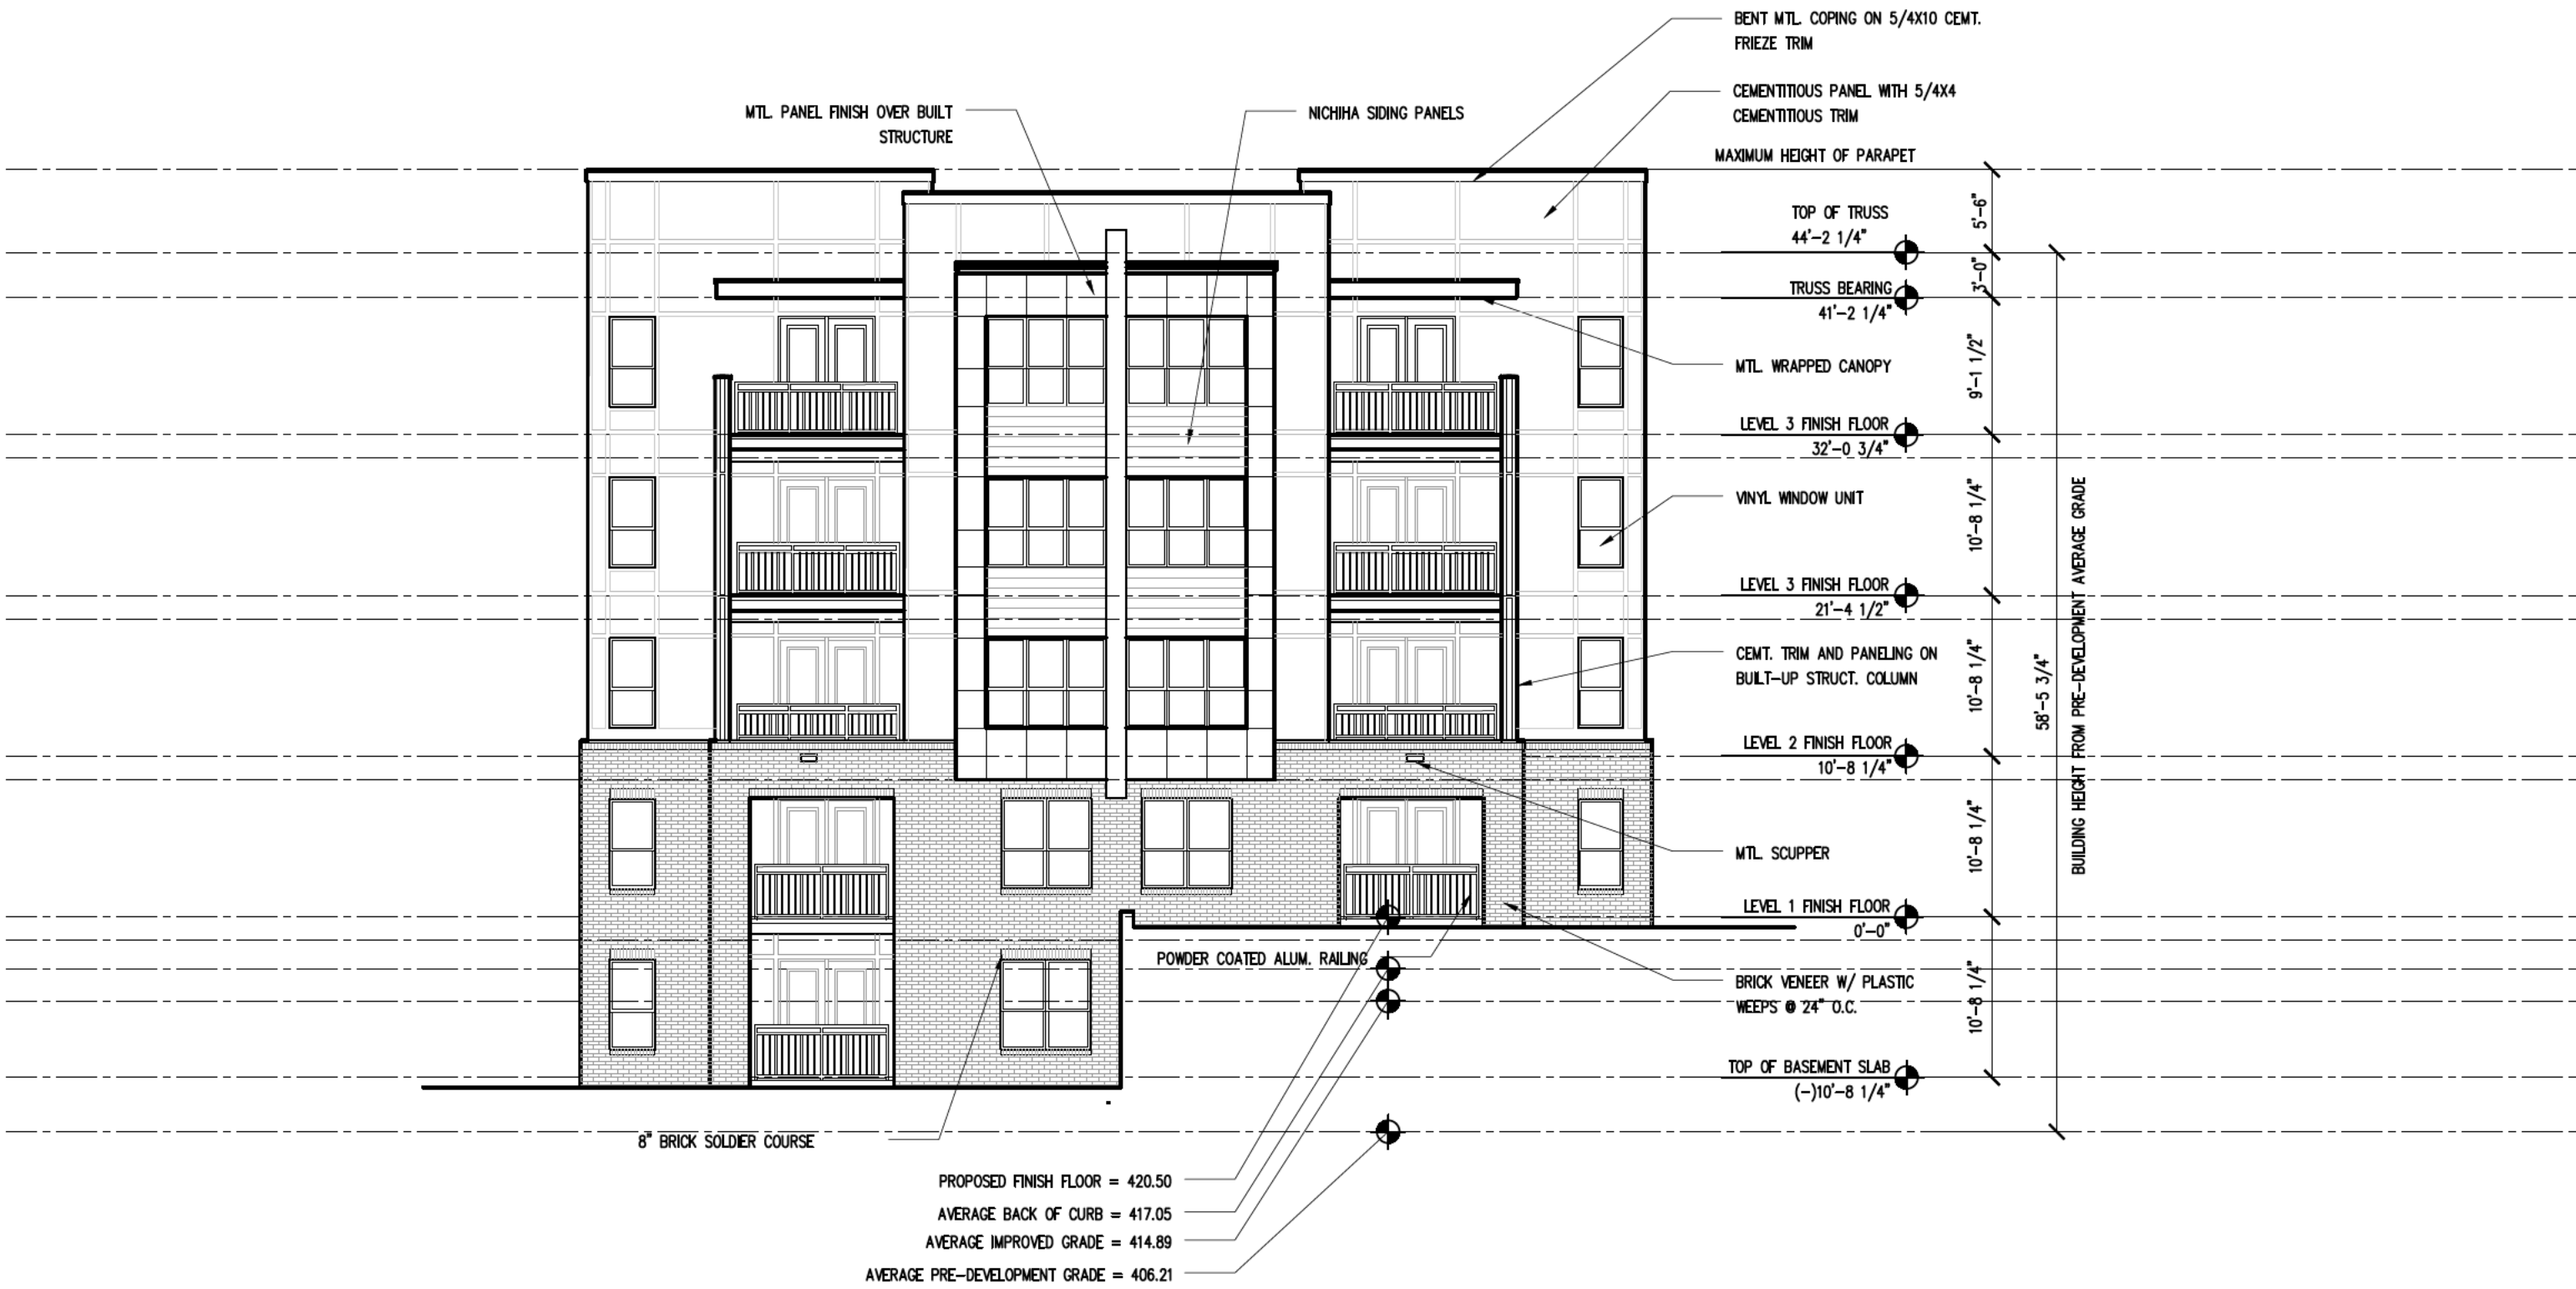 BENT MTL. COPING ON 5/4X10 CEMT.
FRIEZE TRIM
CEMENTITIOUS PANEL WITH 5/4X4
CEMENTITIOUS TRIM
MTL. PANEL FINISH OVER BUILT
STRUCTURE
NICHIHA SIDING PANELS
MAXIMUM HEIGHT OF PARAPET
5'-6"
TOP OF TRUSS
44'-2 1/4"
3'-0"
TRUSS BEARING
41'-2 1/4"
9'-1 1/2"
MTL. WRAPPED CANOPY
LEVEL 3 FINISH FLOOR
32'-0 3/4"
VINYL WINDOW UNIT
10'-8 1/4"
LEVEL 3 FINISH FLOOR
21'-4 1/2"
CEMT. TRIM AND PANELING ON
BUILT-UP STRUCT. COLUMN
10'-8 1/4"
58'-5 3/4"
BUILDING HEIGHT FROM PRE-DEVELOPMENT AVERAGE GRADE
LEVEL 2 FINISH FLOOR
10'-8 1/4"
10'-8 1/4"
MTL. SCUPPER
LEVEL 1 FINISH FLOOR
0'-0"
POWDER COATED ALUM. RAILING
BRICK VENEER W/ PLASTIC
WEEPS @ 24" O.C.
10'-8 1/4"
TOP OF BASEMENT SLAB
(-)10'-8 1/4"
8" BRICK SOLDIER COURSE
PROPOSED FINISH FLOOR = 420.50
AVERAGE BACK OF CURB = 417.05
AVERAGE IMPROVED GRADE = 414.89
AVERAGE PRE-DEVELOPMENT GRADE = 406.21